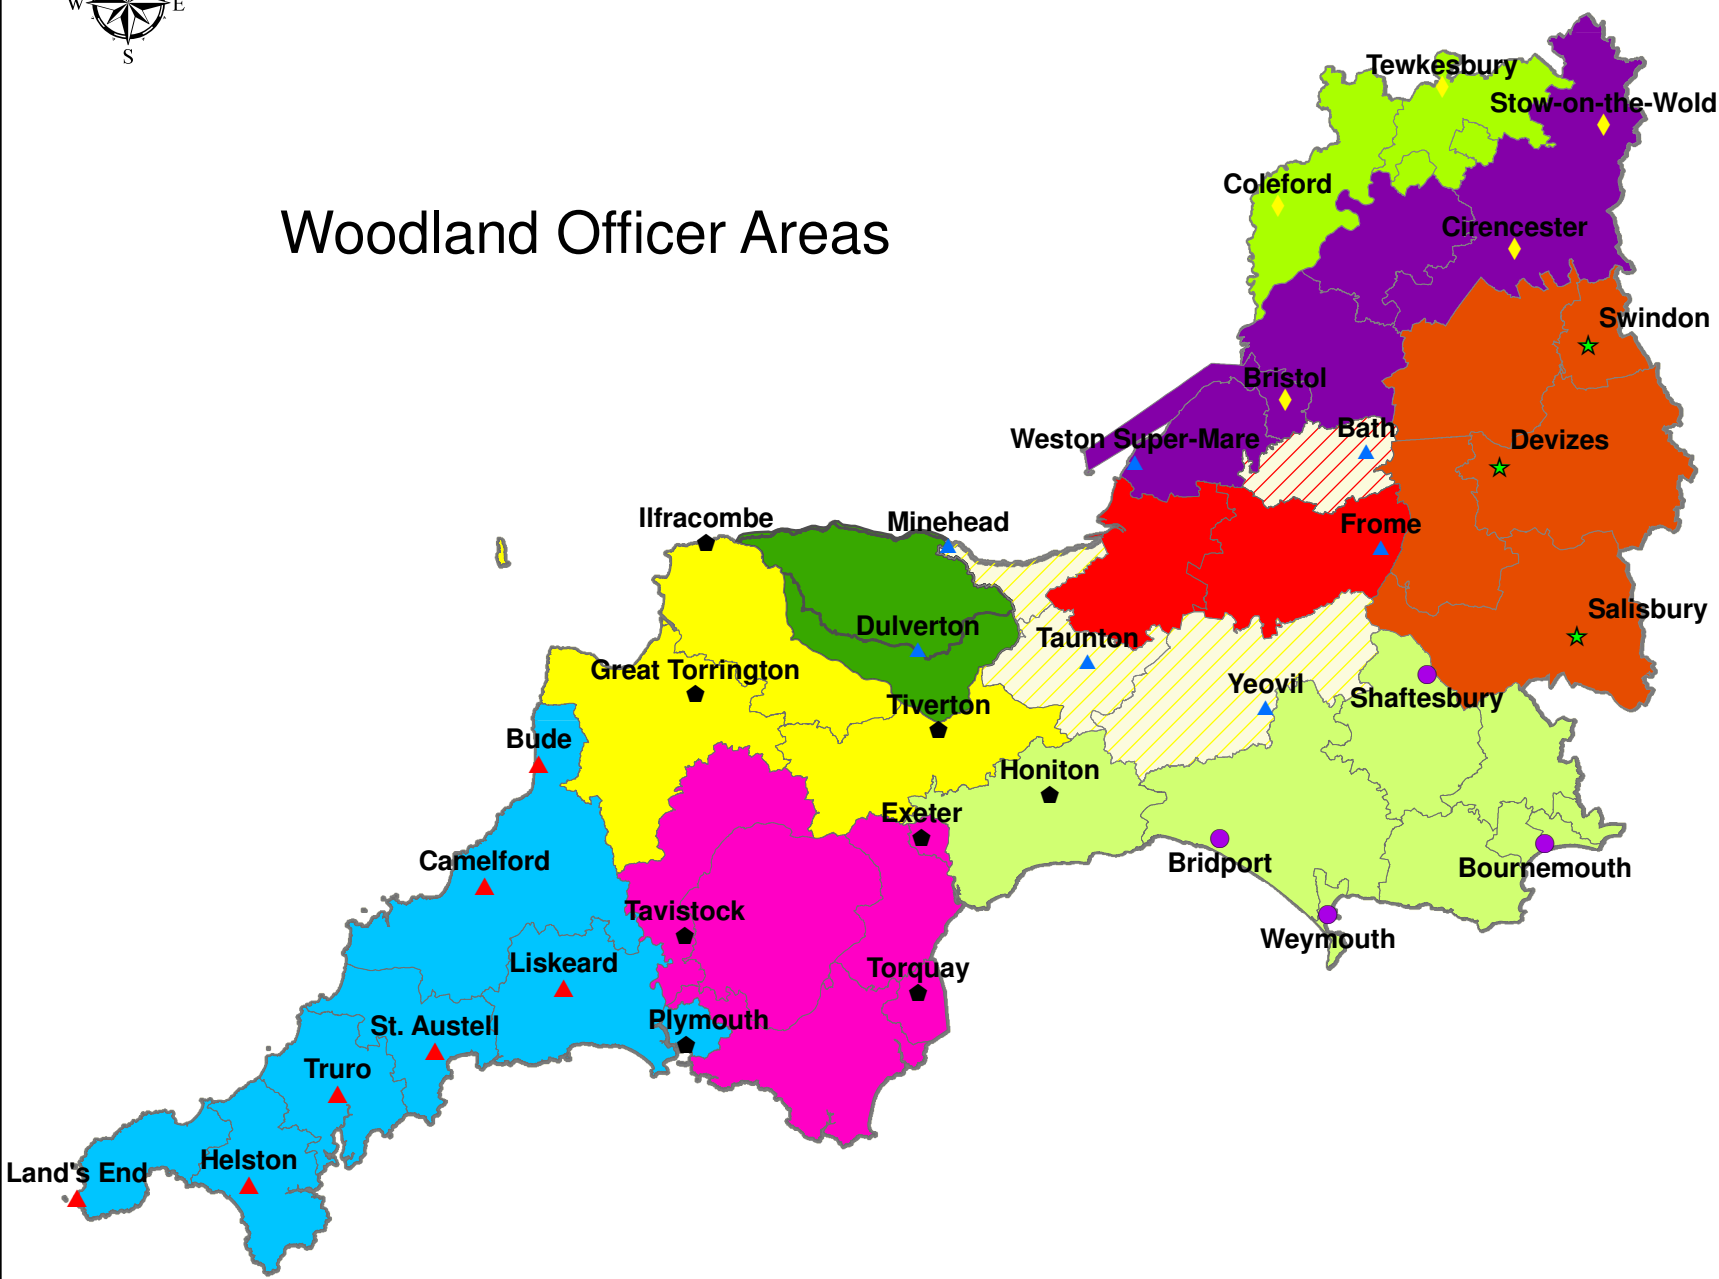 W E
S
Tewkesbury
Stow-on-the-Wold
Coleford
Woodland Officer Areas
Cirencester
Swindon
Bristol
Bath
Weston Super-Mare
Devizes
Ilfracombe
Minehead
Frome
Salisbury
Dulverton
Taunton
Great Torrington
Yeovil
Shaftesbury
Tiverton
Bude
Honiton
Exeter
Camelford
Bridport
Bournemouth
Tavistock
Weymouth
Liskeard
Torquay
St. Austell
Plymouth
Truro
Helston
Land's End